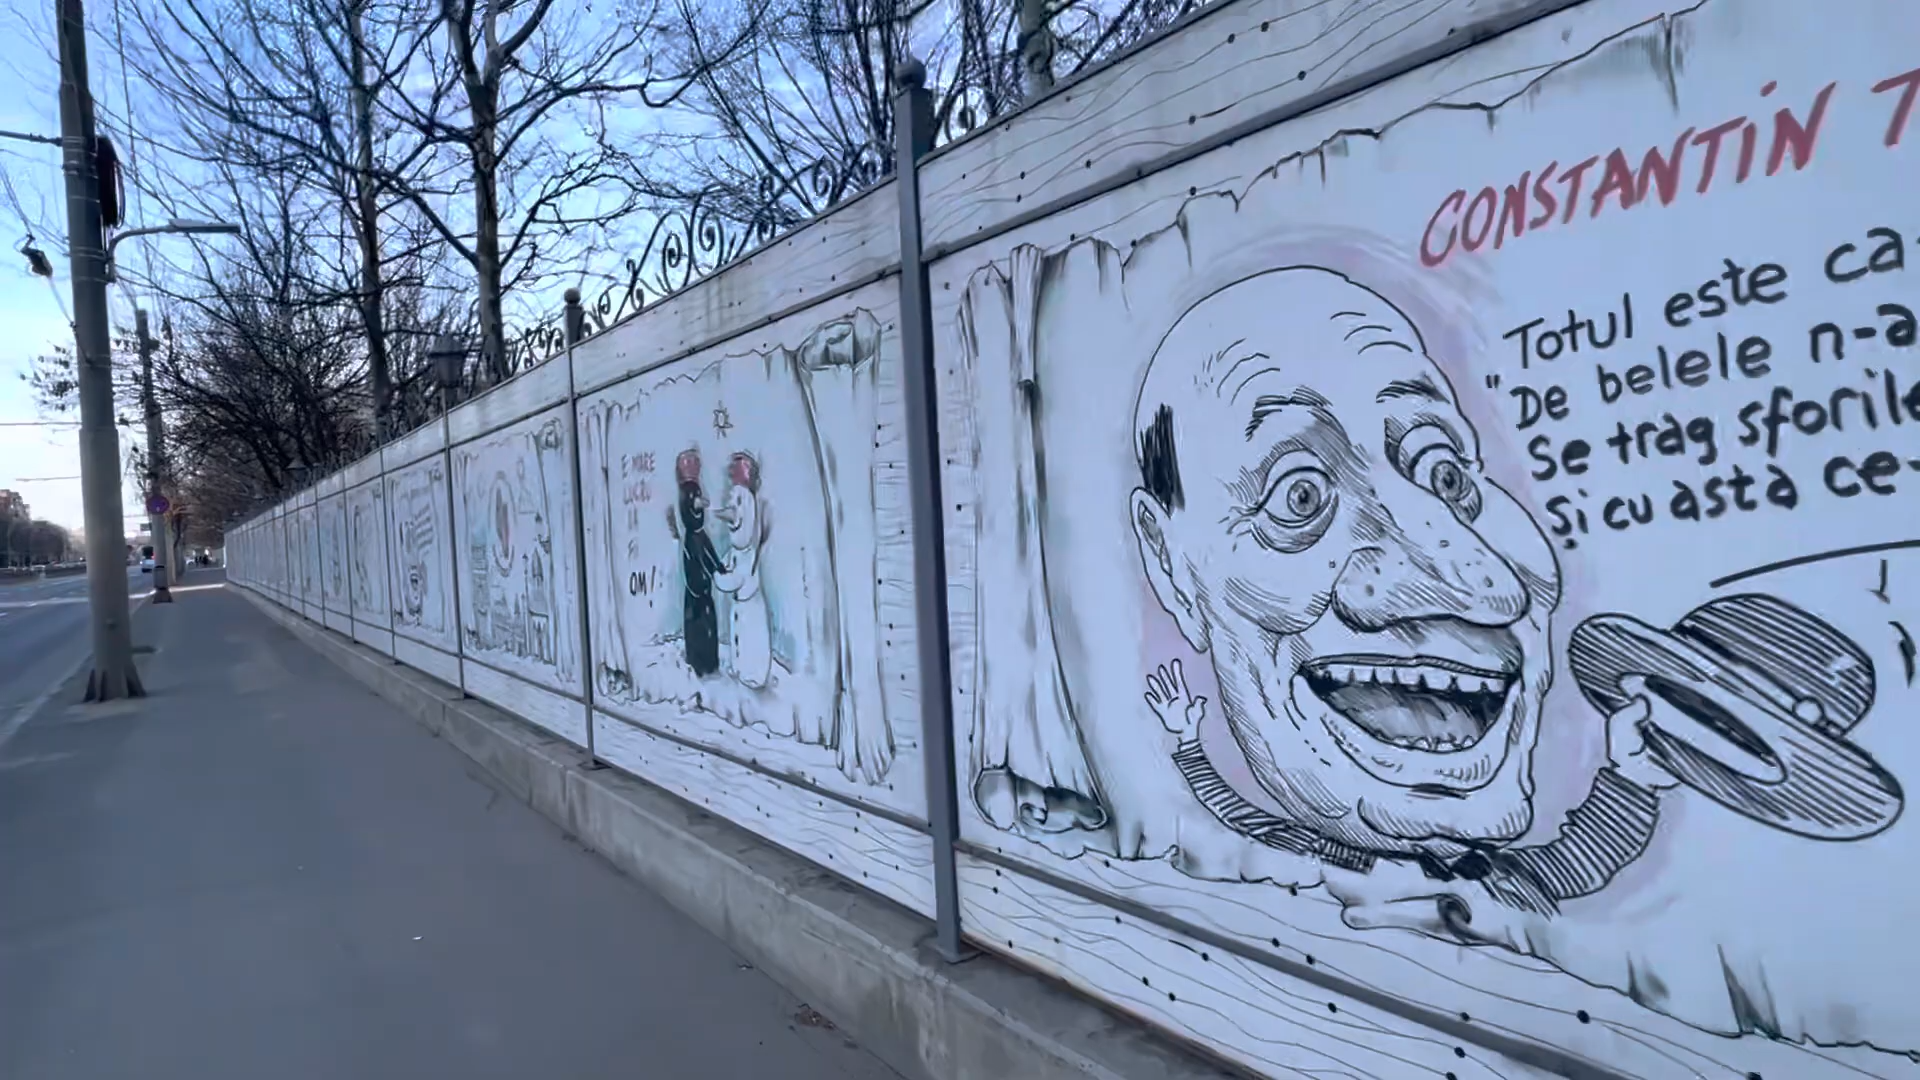 CONSTANTIN T
Totul este ca
"De belele n-a
Se trag sforile
Și cu asta ce-
E MARE
LUCRU
SĂ
FII
OM!